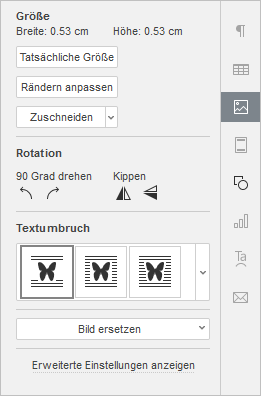 Größe
Breite: 0.53 cm Höhe: 0.53 cm
Tatsächliche Größe
Rändern anpassen
Zuschneiden
Rotation
90 Grad drehen Kippen
Textumbruch
Bild ersetzen
Erweiterte Einstellungen anzeigen
Ta